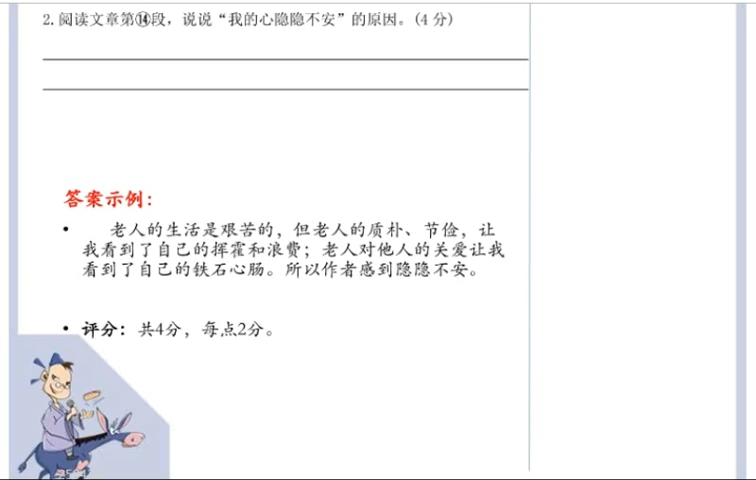 2. 阅读文章第⑭段，说说“我的心隐隐不安”的原因。(4 分)
答案示例：
• 老人的生活是艰苦的，但老人的质朴、节俭，让
我看到了自己的挥霍和浪费；老人对他人的关爱让我
看到了自己的铁石心肠。所以作者感到隐隐不安。
• 评分：共4分，每点2分。